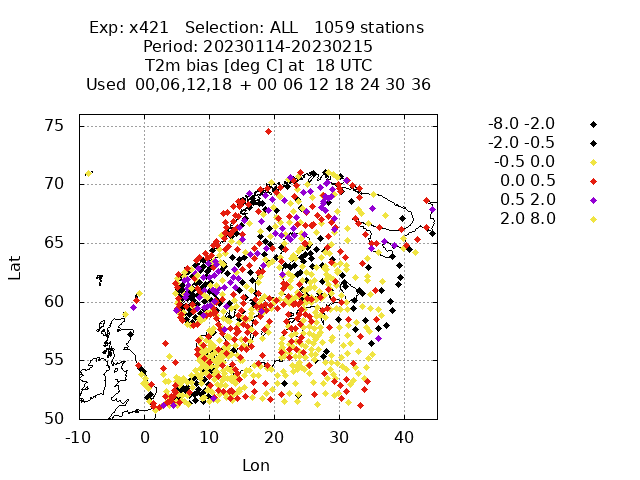 Exp: x421 Selection: ALL 1059 stations
Period: 20230114-20230215
T2m bias [deg C] at 18 UTC
Used 00,06,12,18 + 00 06 12 18 24 30 36
75
70
65
60
55
50
Lat
-10 0 10 20 30 40
Lon
-8.0 -2.0
-2.0 -0.5
-0.5 0.0
0.0 0.5
0.5 2.0
2.0 8.0